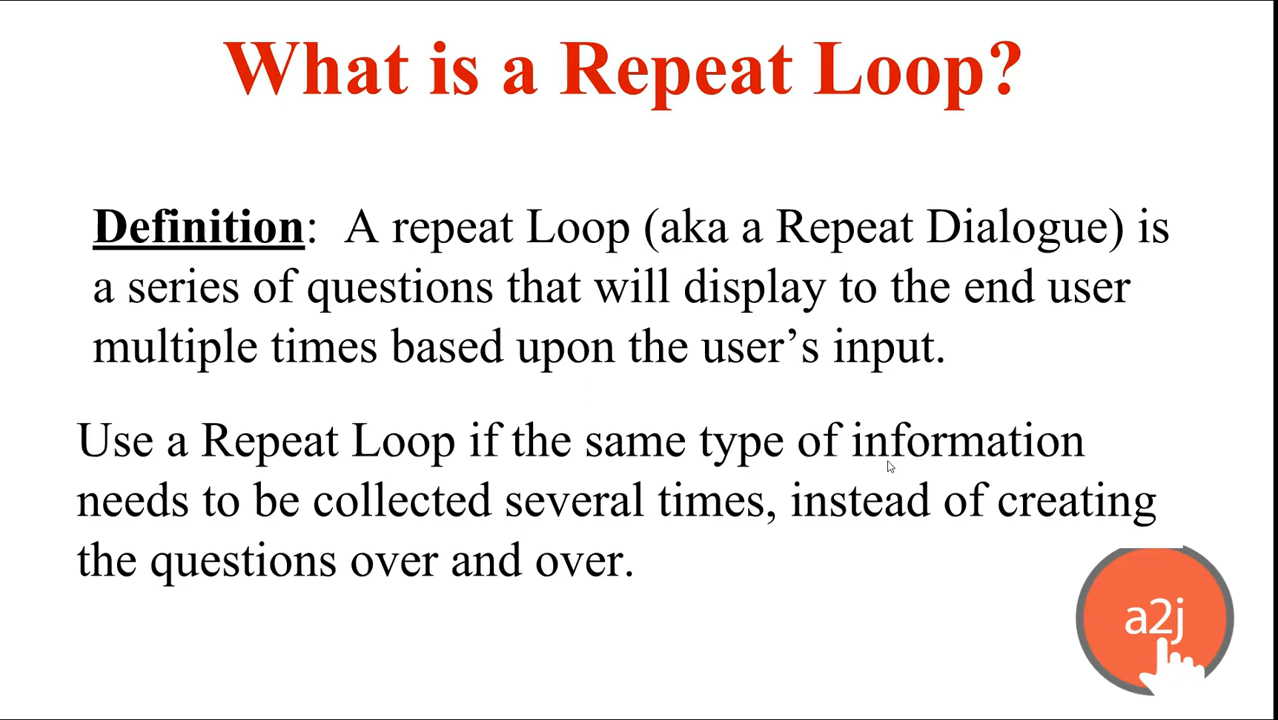 What is a Repeat Loop?
Definition: A repeat Loop (aka a Repeat Dialogue) is
a series of questions that will display to the end user
multiple times based upon the user’s input.
Use a Repeat Loop if the same type of information
needs to be collected several times, instead of creating
the questions over and over.
a2j